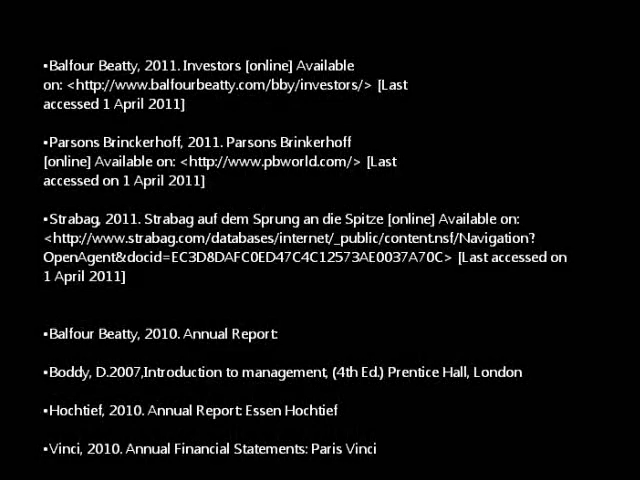 •Balfour Beatty, 2011. Investors [online] Available
on: <http://www.balfourbeatty.com/bby/investors/> [Last
accessed 1 April 2011]
•Parsons Brinckerhoff, 2011. Parsons Brinkerhoff
[online] Available on: <http://www.pbworld.com/> [Last
accessed on 1 April 2011]
•Strabag, 2011. Strabag auf dem Sprung an die Spitze [online] Available on:
<http://www.strabag.com/databases/internet/_public/content.nsf/Navigation?
OpenAgent&docid=EC3D8DAFC0ED47C4C12573AE0037A70C> [Last accessed on
1 April 2011]
•Balfour Beatty, 2010. Annual Report:
•Boddy, D.2007,Introduction to management, (4th Ed.) Prentice Hall, London
•Hochtief, 2010. Annual Report: Essen Hochtief
•Vinci, 2010. Annual Financial Statements: Paris Vinci